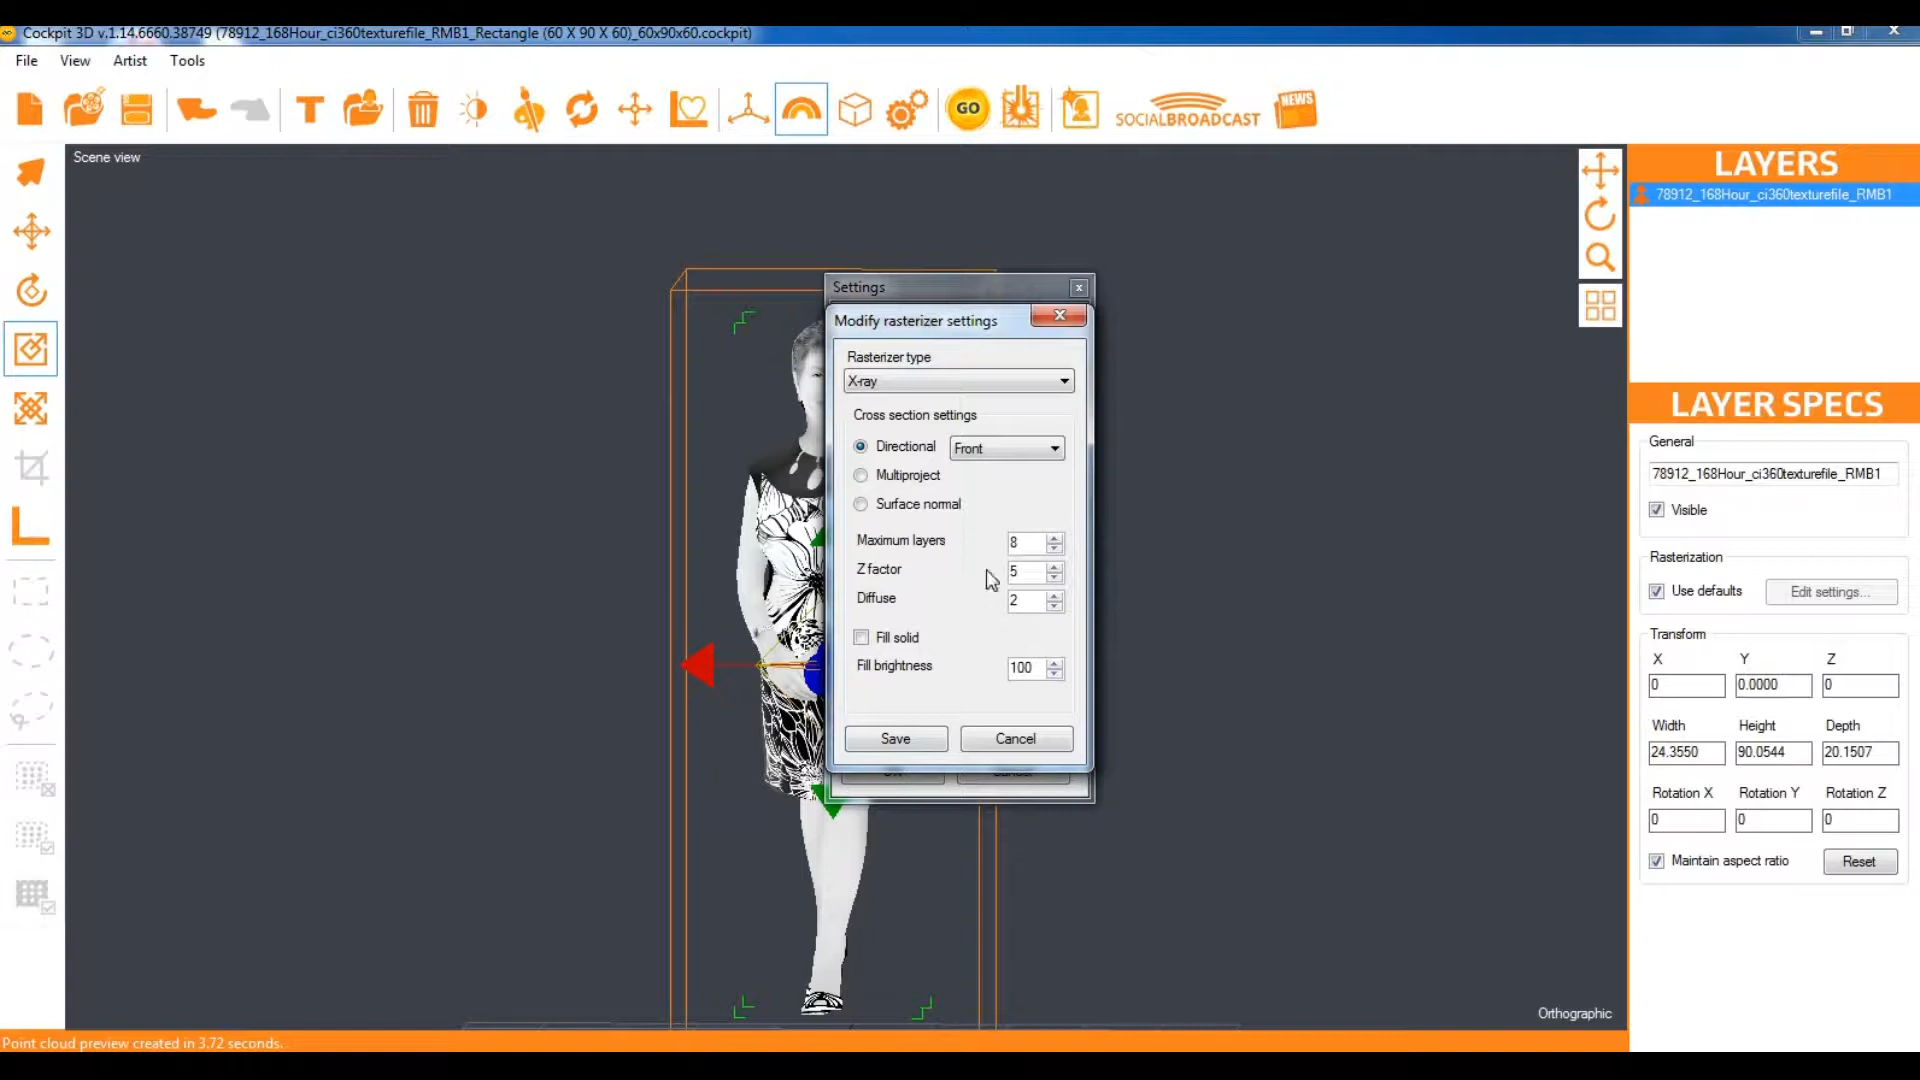 Cockpit 3D v.1.14.6660.38749 (78912_168Hour_ci360texturefile_RMB1_Rectangle (60 X 90 X 60)_60x90x60.cockpit)
File View Artist Tools
T GO SOCIALBROADCAST NEWS
Scene view
LAYERS
78912_168Hour_ci360texturefile_RMB1
Settings
Modify rasterizer settings
Rasterizer type
X-ray
Cross section settings
Directional Front
Multiproject
Surface normal
Maximum layers 8
Z factor 5
Diffuse 2
Fill solid
Fill brightness 100
Save Cancel
LAYER SPECS
General
78912_168Hour_ci360texturefile_RMB1
Visible
Rasterization
Use defaults Edit settings...
Transform
X Y Z
0 0.0000 0
Width Height Depth
24.3550 90.0544 20.1507
Rotation X Rotation Y Rotation Z
0 0 0
Maintain aspect ratio Reset
Orthographic
Point cloud preview created in 3.72 seconds.